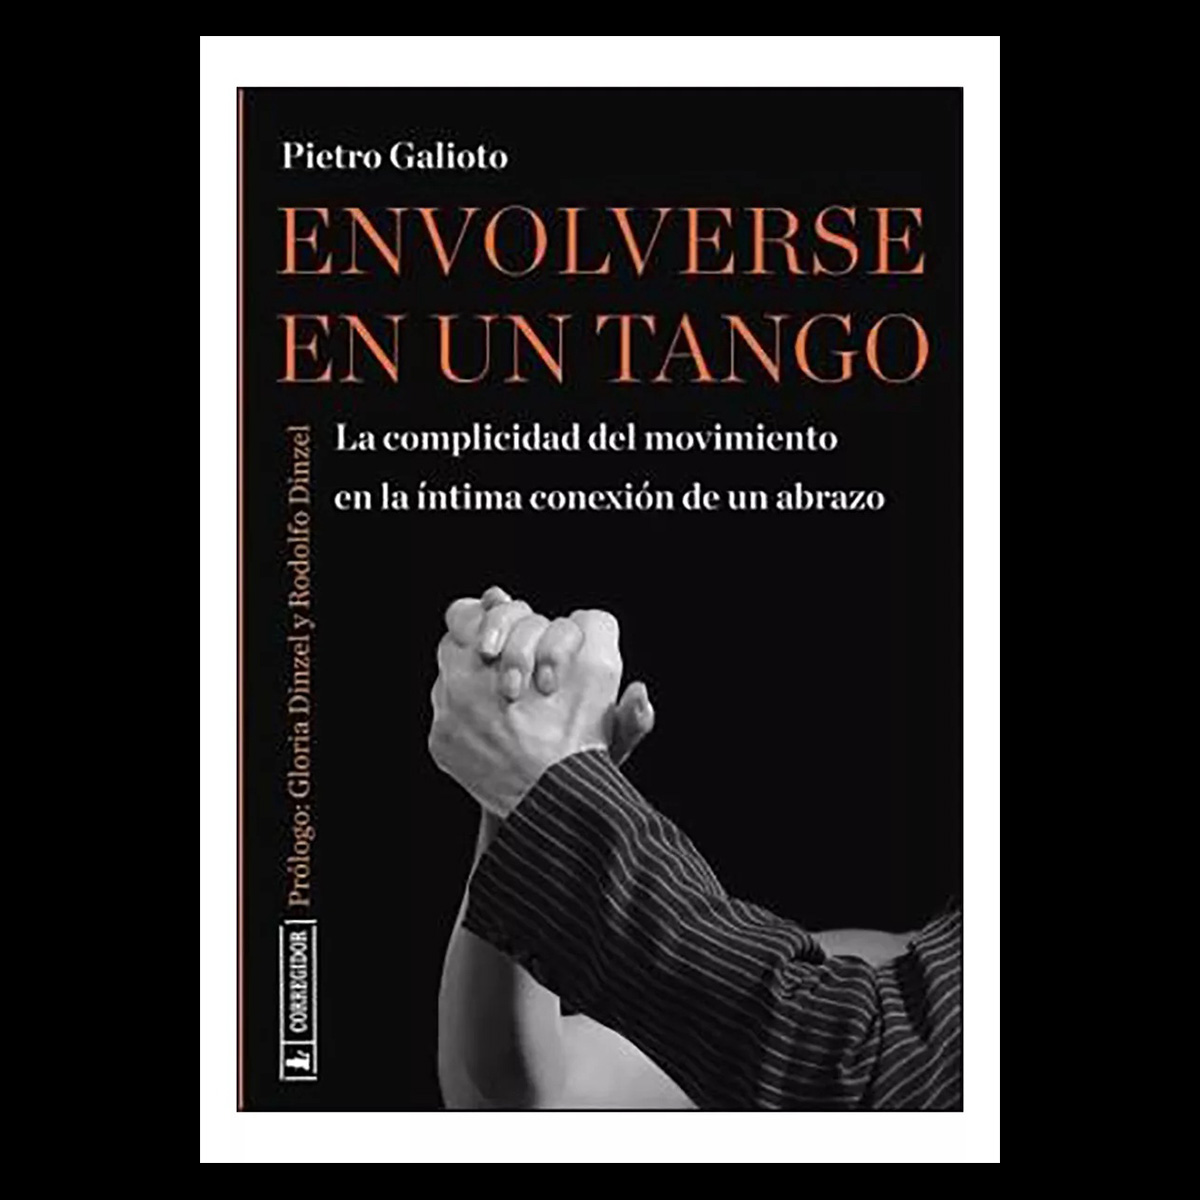 Pietro Galioto
ENVOLVERSE
EN UN TANGO
La complicidad del movimiento
en la íntima conexión de un abrazo
Prólogo: Gloria Dinzel y Rodolfo Dinzel
CORREGIDOR